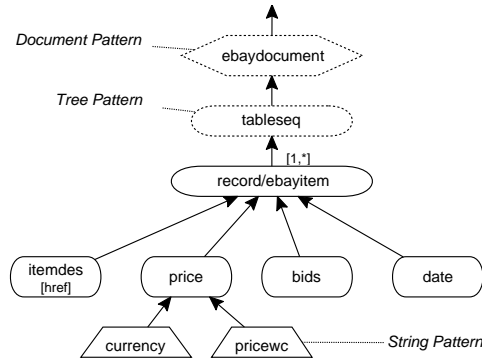 Document Pattern
ebaydocument
Tree Pattern
tableseq
[1,*]
record/ebayitem
itemdes
[href]
price
bids
date
currency
pricewc
String Pattern